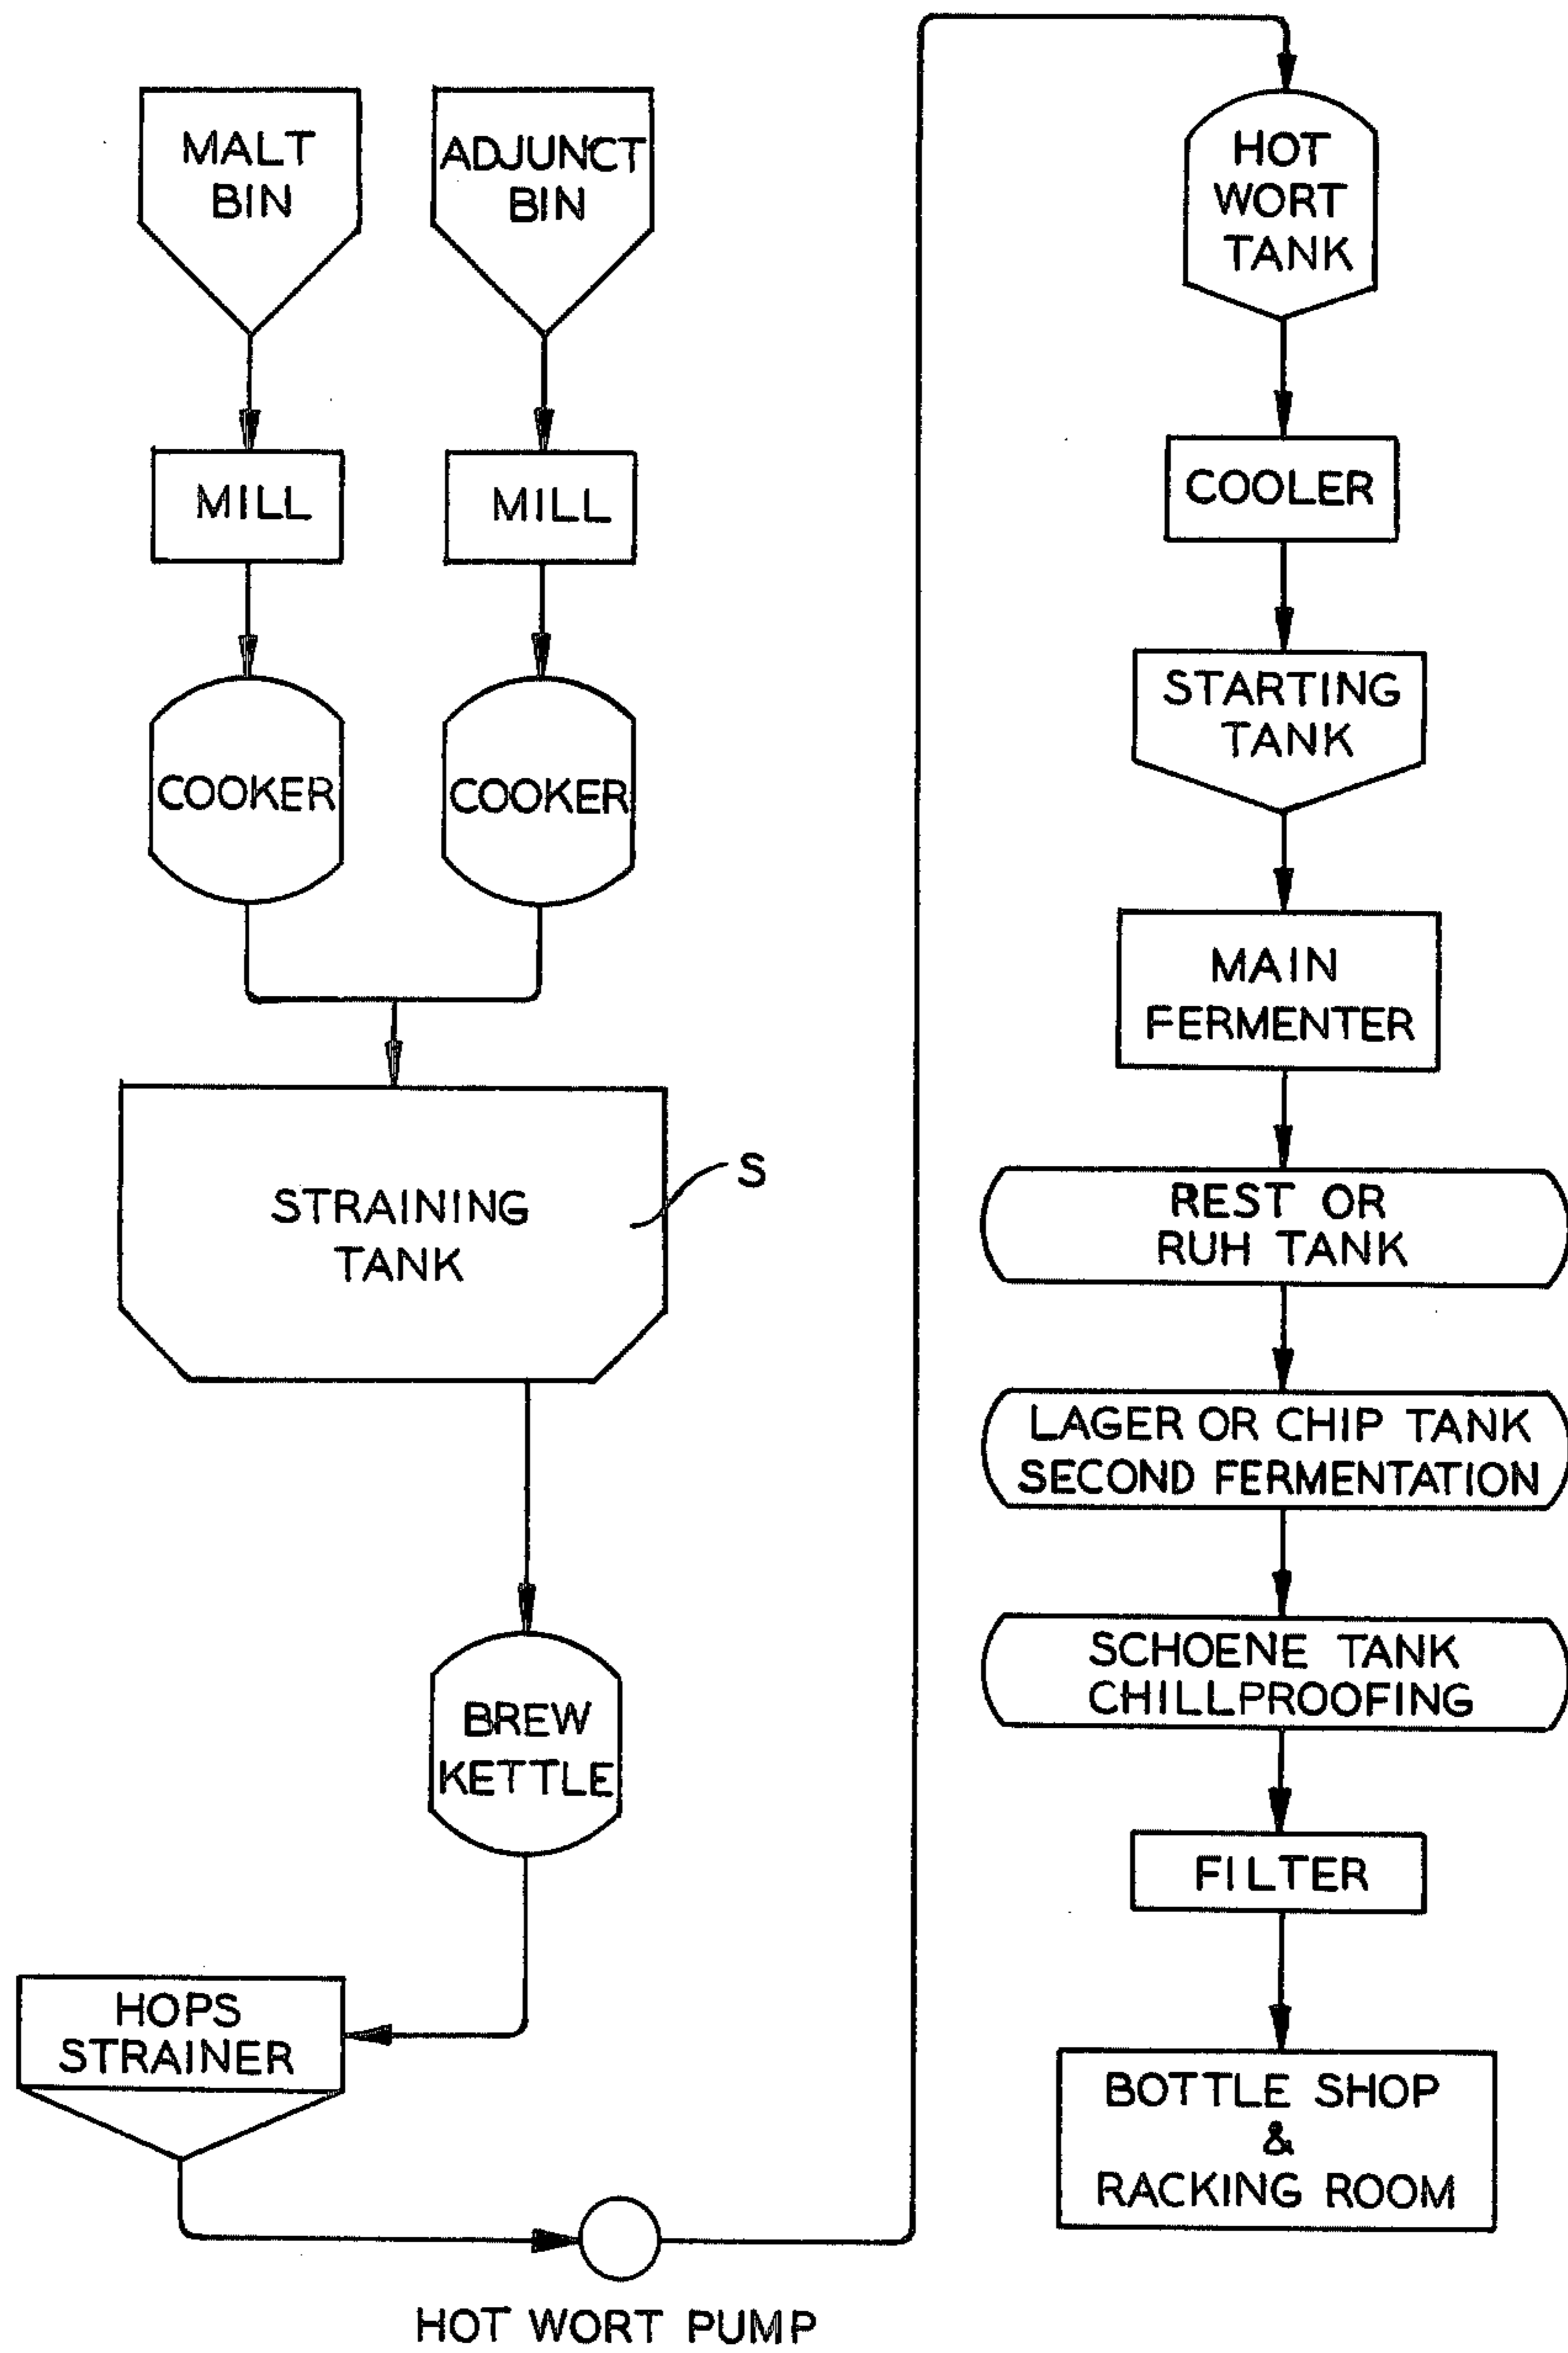 MALT
BIN
ADJUNCT
BIN
MILL
MILL
COOKER
COOKER
STRAINING
TANK
S
BREW
KETTLE
HOPS
STRAINER
HOT WORT PUMP
HOT
WORT
TANK
COOLER
STARTING
TANK
MAIN
FERMENTER
REST OR
RUH TANK
LAGER OR CHIP TANK
SECOND FERMENTATION
SCHOENE TANK
CHILLPROOFING
FILTER
BOTTLE SHOP
&
RACKING ROOM